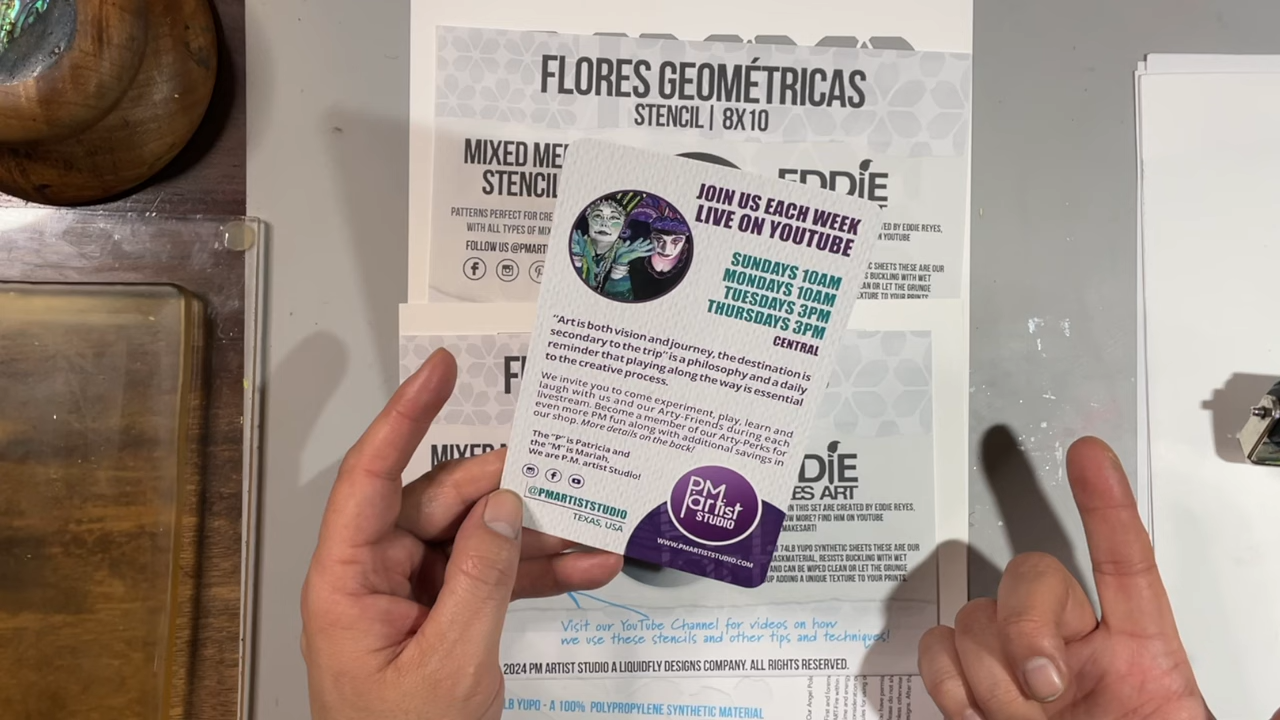 FLORES GEOMÉTRICAS
STENCIL | 8X10
MIXED
STENCIL
EDDIE
PATTERNS PERFECT FOR
WITH ALL TYPES OF
FOLLOW US
ED BY EDDIE REYES,
YOUTUBE
SHEETS THESE ARE OUR
BUCKLING WITH WET
OR LET THE GRUNGE
TO YOUR PRINTS
JOIN US EACH WEEK
LIVE ON YOUTUBE
SUNDAYS 10AM
MONDAYS 10AM
TUESDAYS 3PM
THURSDAYS 3PM
CENTRAL
“Art is both vision and journey, the destination is
secondary to the trip” is a philosophy and a daily
reminder that playing along the way is essential
to the creative process.
We invite you to come experiment, play, learn and
laugh with us and our Arty-Friends during each
livestream. Become a member of our Arty-Perks for
even more PM fun along with additional savings in
our shop. More details on the back!
The “P” is Patricia and
the “M” is Mariah,
We are P.M. artist Studio!
@PMARTISTSTUDIO
TEXAS, USA
PM
artist
STUDIO
WWW.PMARTISTSTUDIO.COM
MIXED
DIE
ES ART
IN THIS SET ARE CREATED BY EDDIE REYES,
MORE? FIND HIM ON YOUTUBE
MAKESART!
74LB YUPO SYNTHETIC SHEETS THESE ARE OUR
MASKMATERIAL, RESISTS BUCKLING WITH WET
AND CAN BE WIPED CLEAN OR LET THE GRUNGE
UP ADDING A UNIQUE TEXTURE TO YOUR PRINTS.
Visit our YouTube Channel for videos on how
we use these stencils and other tips and techniques!
2024 PM ARTIST STUDIO A LIQUIDFLY DESIGNS COMPANY. ALL RIGHTS RESERVED.
LB YUPO - A 100% POLYPROPYLENE SYNTHETIC MATERIAL